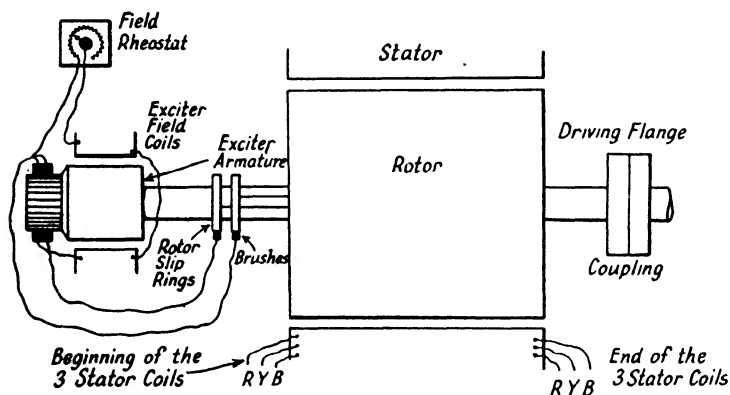 Field
Rheostat
Stator
Exciter
Field
Coils
Exciter
Armature
Driving Flange
Rotor
Rotor
Slip
Rings
Brushes
Coupling
Beginning of the
3 Stator Coils
R Y B
End of the
3 Stator Coils
R Y B